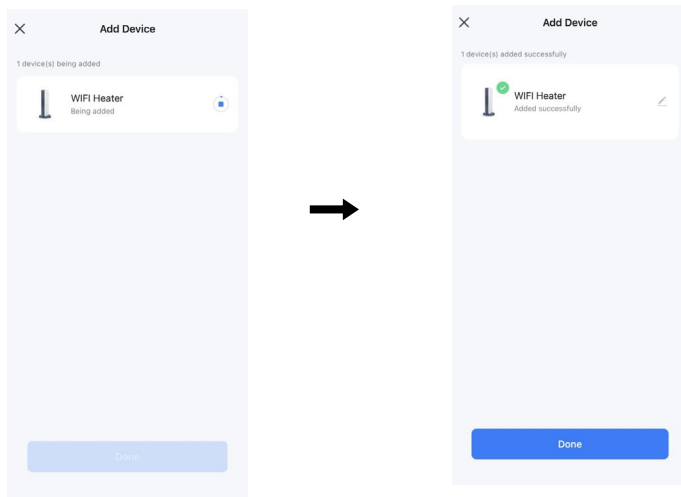 Add Device
1 device(s) being added
WIFI Heater
Being added
Done
Add Device
1 device(s) added successfully
WIFI Heater
Added successfully
Done